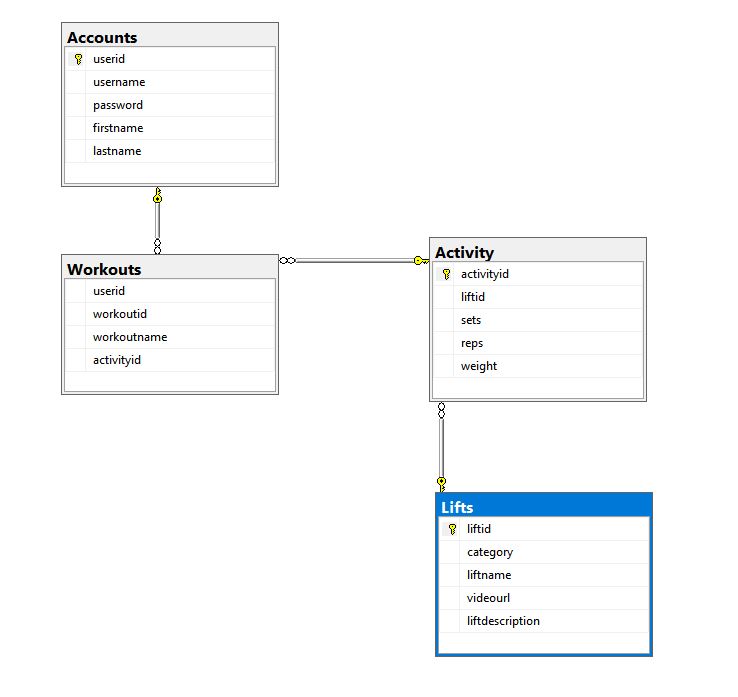 Accounts
userid
username
password
firstname
lastname
Workouts
userid
workoutid
workoutname
activityid
Activity
activityid
liftid
sets
reps
weight
Lifts
liftid
category
liftname
videourl
liftdescription